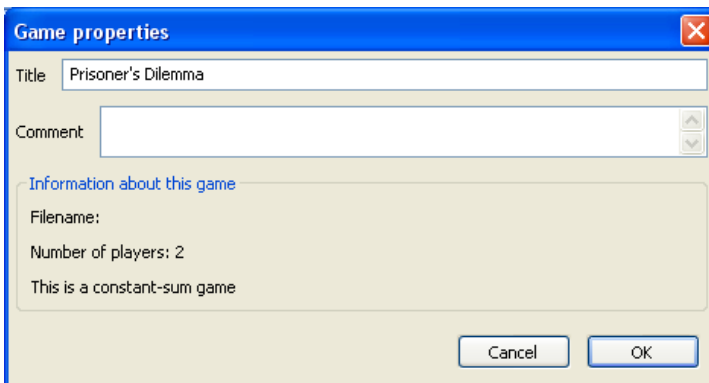 Game properties
Title Prisoner's Dilemma
Comment
Information about this game
Filename:
Number of players: 2
This is a constant-sum game
Cancel OK